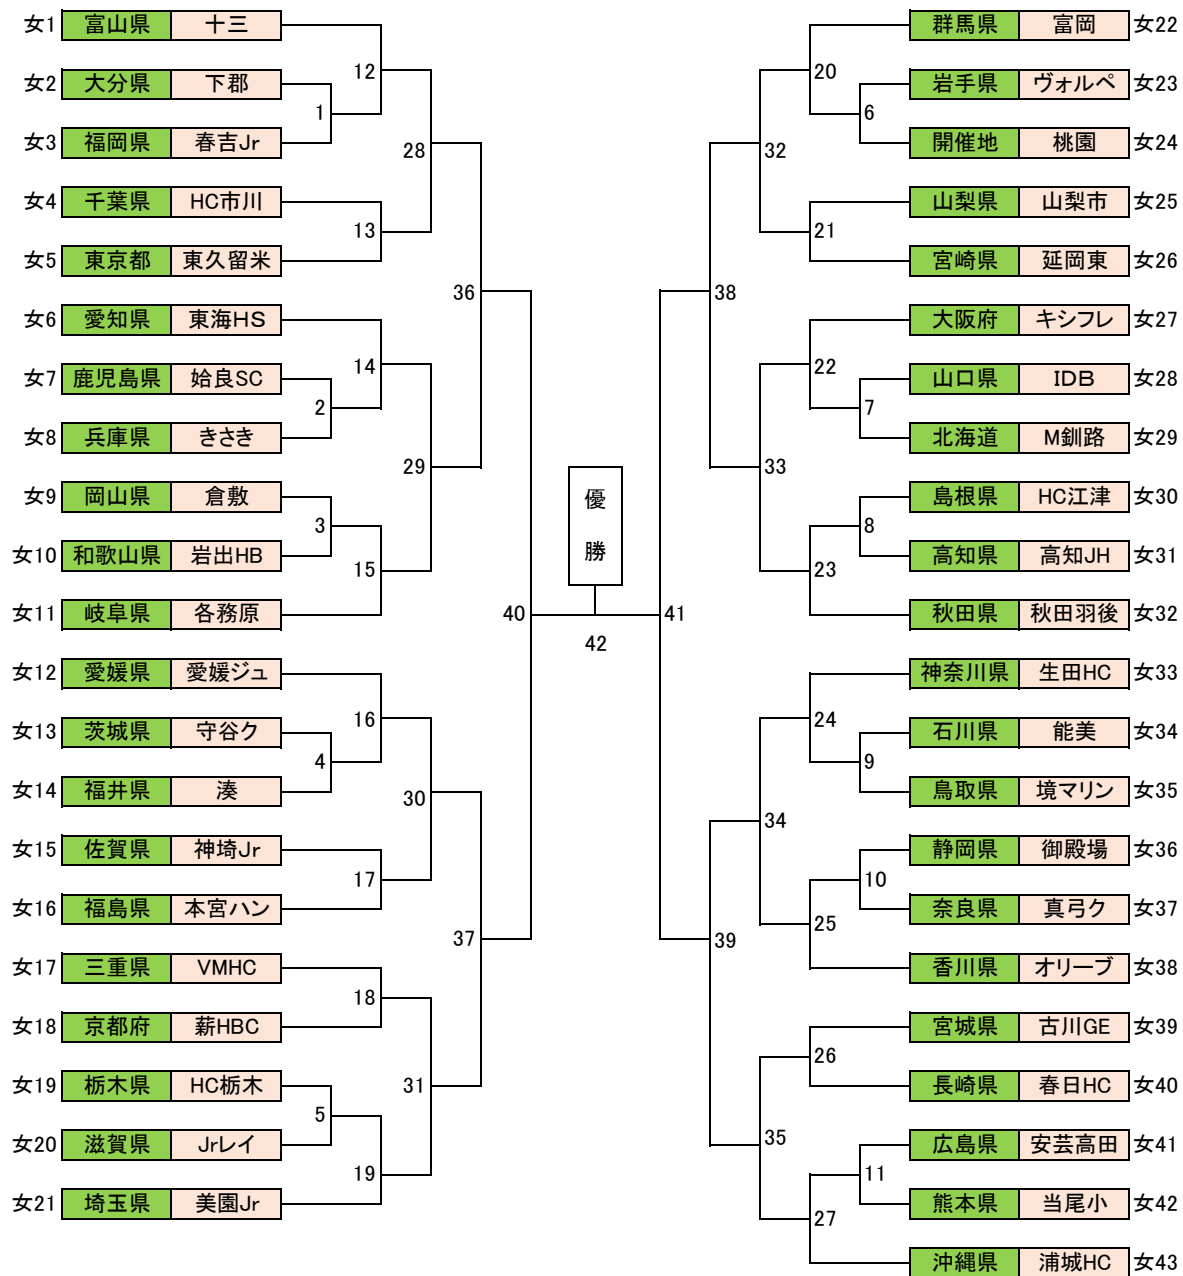 女1 富山県 十三
女2 大分県 下郡
女3 福岡県 春吉Jr
女4 千葉県 HC市川
女5 東京都 東久留米
女6 愛知県 東海HS
女7 鹿児島県 姶良SC
女8 兵庫県 きさき
女9 岡山県 倉敷
女10 和歌山県 岩出HB
女11 岐阜県 各務原
女12 愛媛県 愛媛ジュ
女13 茨城県 守谷ク
女14 福井県 湊
女15 佐賀県 神埼Jr
女16 福島県 本宮ハン
女17 三重県 VMHC
女18 京都府 薪HBC
女19 栃木県 HC栃木
女20 滋賀県 Jrレイ
女21 埼玉県 美園Jr
1
2
3
4
5
12
13
14
15
16
17
18
19
28
29
30
31
36
37
40
優勝
42
41
38
39
32
33
34
35
20
21
22
23
24
25
26
27
6
7
8
9
10
11
群馬県 富岡 女22
岩手県 ヴォルペ 女23
開催地 桃園 女24
山梨県 山梨市 女25
宮崎県 延岡東 女26
大阪府 キシフレ 女27
山口県 IDB 女28
北海道 M釧路 女29
島根県 HC江津 女30
高知県 高知JH 女31
秋田県 秋田羽後 女32
神奈川県 生田HC 女33
石川県 能美 女34
鳥取県 境マリン 女35
静岡県 御殿場 女36
奈良県 真弓ク 女37
香川県 オリーブ 女38
宮城県 古川GE 女39
長崎県 春日HC 女40
広島県 安芸高田 女41
熊本県 当尾小 女42
沖縄県 浦城HC 女43